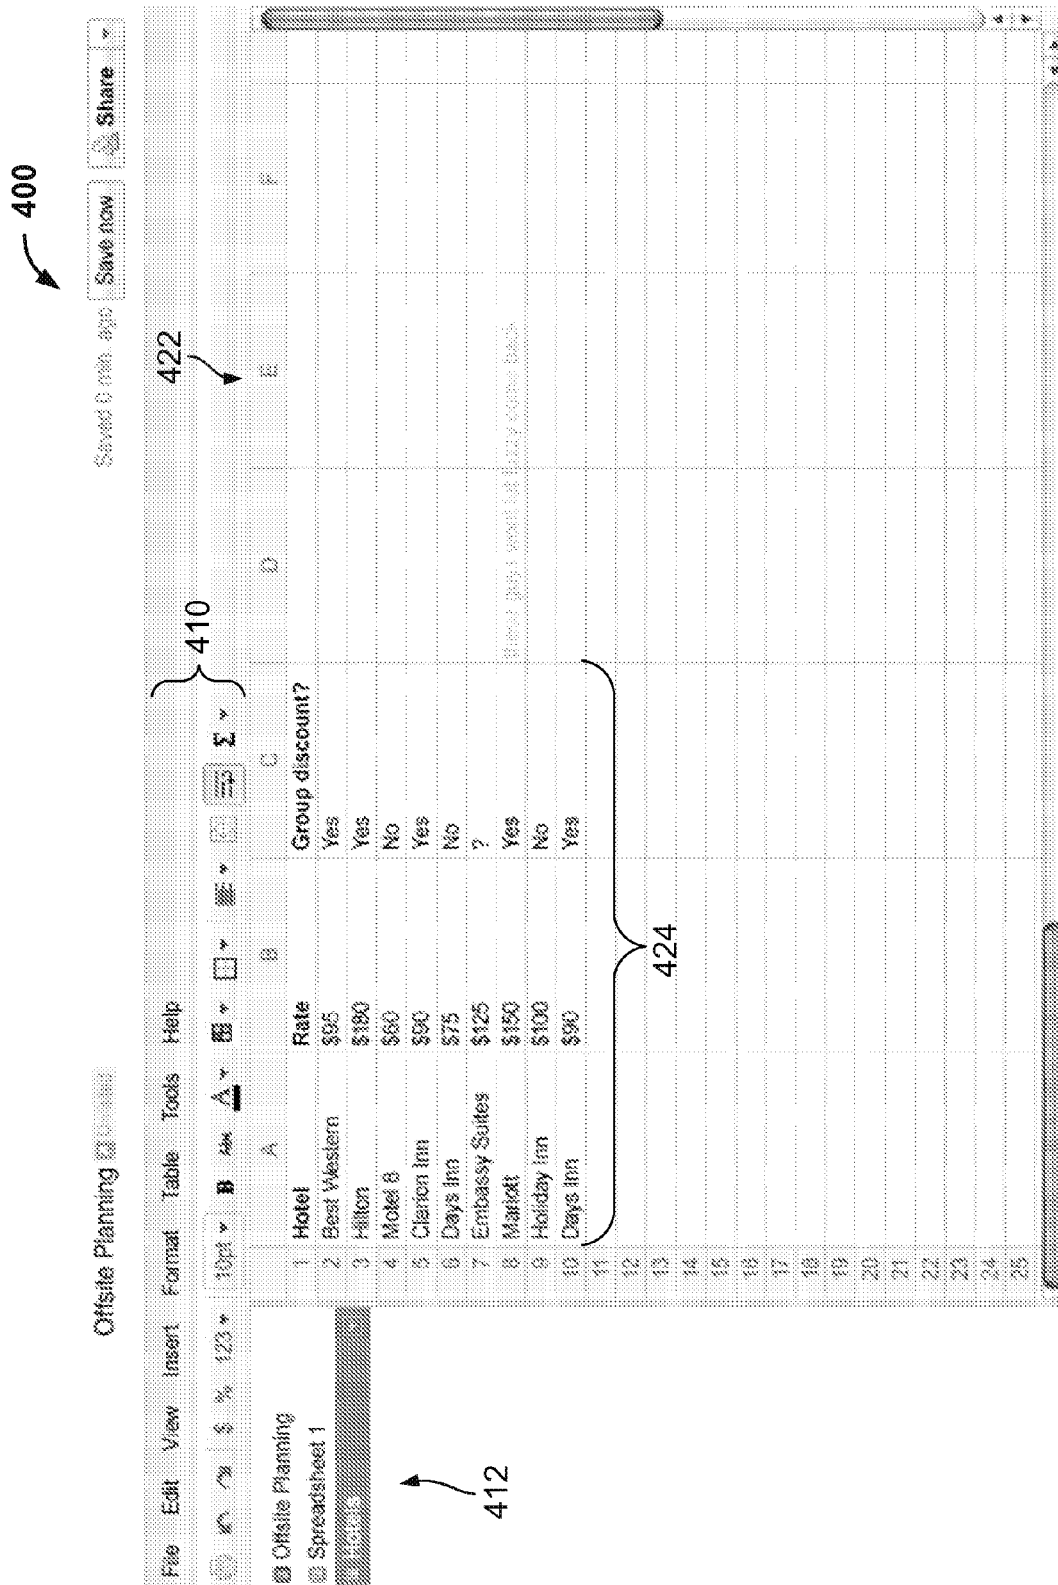 400
Offsite Planning
Saved 0 min. ago Save now Share
File Edit View Insert Format Table Tools Help
410
422
$ % 123 10pt B Abc A Σ
Offsite Planning
Spreadsheet 1
Hotels
412
A B C D E F
1 Hotel Rate Group discount?
2 Best Western $95 Yes
3 Hilton $180 Yes
4 Motel 6 $60 No
5 Clarion Inn $90 Yes
6 Days Inn $75 No
7 Embassy Suites $125 ?
8 Mariott $150 Yes
9 Holiday Inn $100 No
10 Days Inn $90 Yes
11
12
13
14
15
16
17
18
19
20
21
22
23
24
25
424